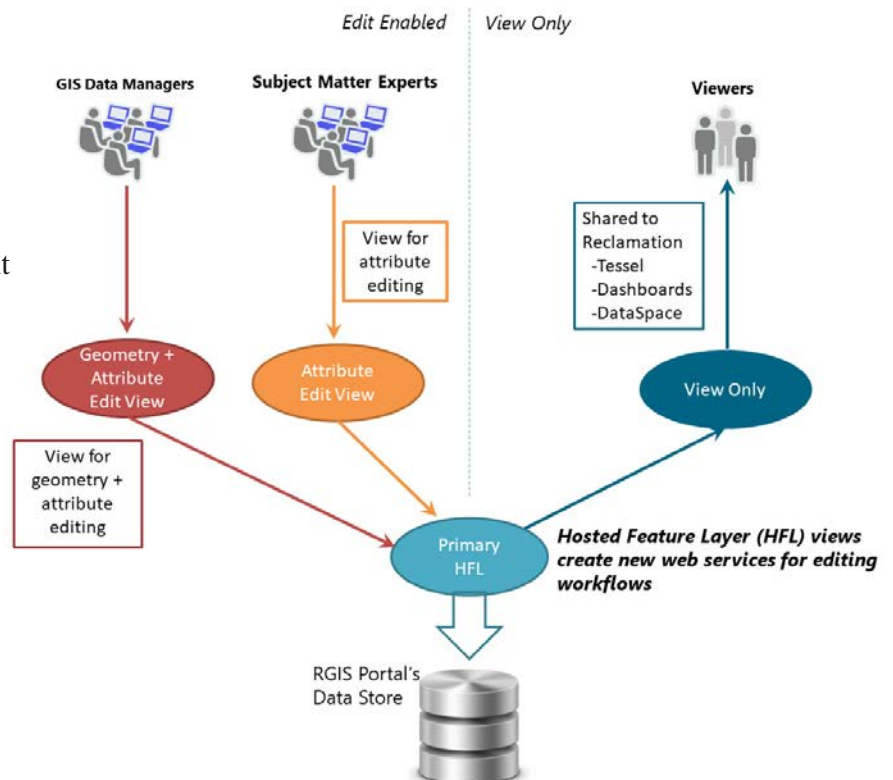 Edit Enabled
View Only
GIS Data Managers
Subject Matter Experts
Viewers
View for
attribute
editing
Shared to
Reclamation
-Tessel
-Dashboards
-DataSpace
Geometry +
Attribute
Edit View
Attribute
Edit View
View Only
View for
geometry +
attribute
editing
Primary
HFL
Hosted Feature Layer (HFL) views
create new web services for editing
workflows
RGIS Portal's
Data Store